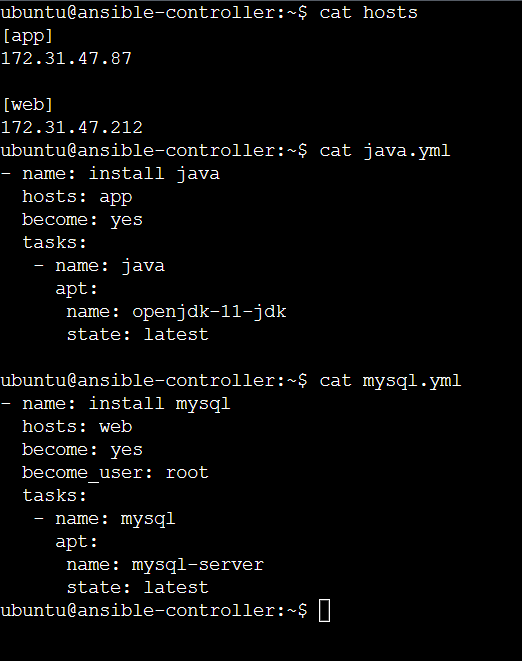 ubuntu@ansible-controller:~$ cat hosts
[app]
172.31.47.87

[web]
172.31.47.212
ubuntu@ansible-controller:~$ cat java.yml
- name: install java
  hosts: app
  become: yes
  tasks:
   - name: java
     apt:
      name: openjdk-11-jdk
      state: latest

ubuntu@ansible-controller:~$ cat mysql.yml
- name: install mysql
  hosts: web
  become: yes
  become_user: root
  tasks:
   - name: mysql
     apt:
      name: mysql-server
      state: latest
ubuntu@ansible-controller:~$